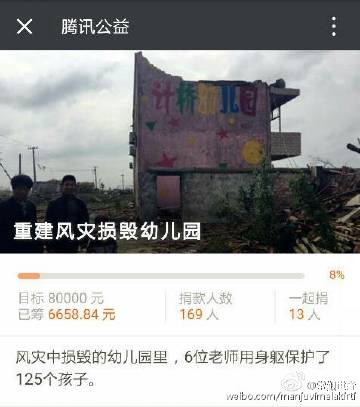 腾讯公益
计桥幼儿园
重建风灾损毁幼儿园
8%
目标 80000 元
已筹 6658.84 元
捐款人数
169 人
一起捐
13 人
风灾中损毁的幼儿园里，6位老师用身躯保护了
125个孩子。
weibo.com/manjuvimalakirti